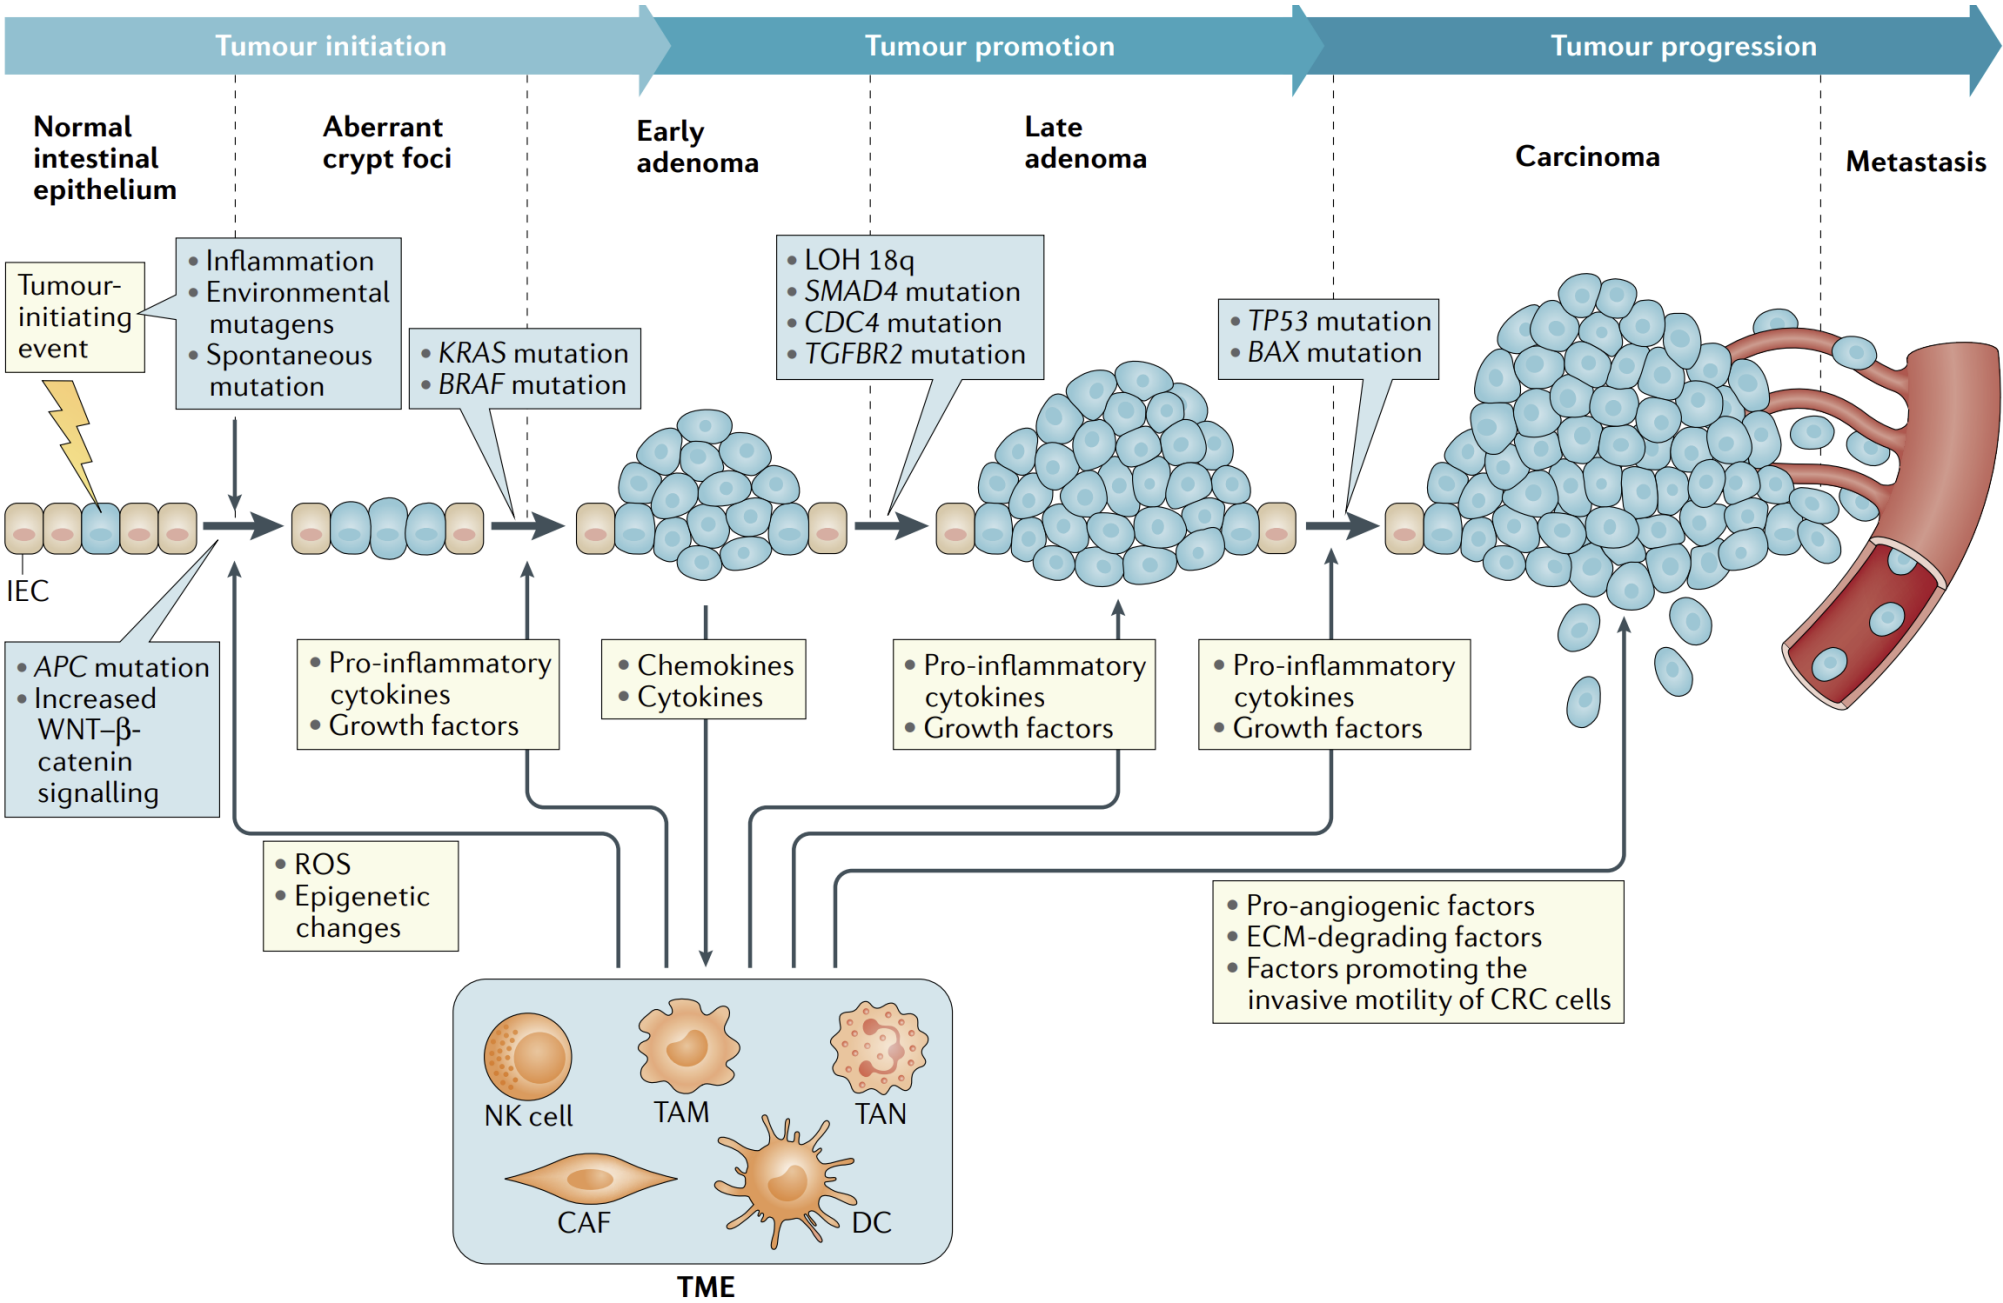 Tumour initiation
Tumour promotion
Tumour progression
Normal
intestinal
epithelium
Aberrant
crypt foci
Early
adenoma
Late
adenoma
Carcinoma
Metastasis
Tumour-
initiating
event
• Inflammation
• Environmental
mutagens
• Spontaneous
mutation
• KRAS mutation
• BRAF mutation
• LOH 18q
• SMAD4 mutation
• CDC4 mutation
• TGFBR2 mutation
• TP53 mutation
• BAX mutation
IEC
• APC mutation
• Increased
WNT–β-
catenin
signalling
• Pro-inflammatory
cytokines
• Growth factors
• Chemokines
• Cytokines
• Pro-inflammatory
cytokines
• Growth factors
• Pro-inflammatory
cytokines
• Growth factors
• ROS
• Epigenetic
changes
• Pro-angiogenic factors
• ECM-degrading factors
• Factors promoting the
invasive motility of CRC cells
NK cell
TAM
TAN
CAF
DC
TME